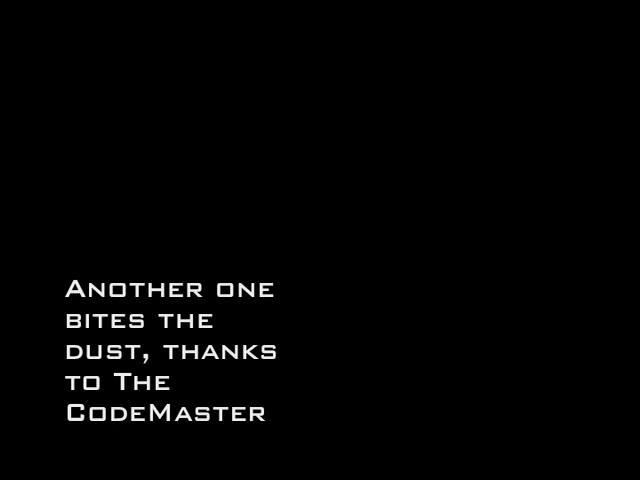 Another one
bites the
dust, thanks
to The
CodeMaster